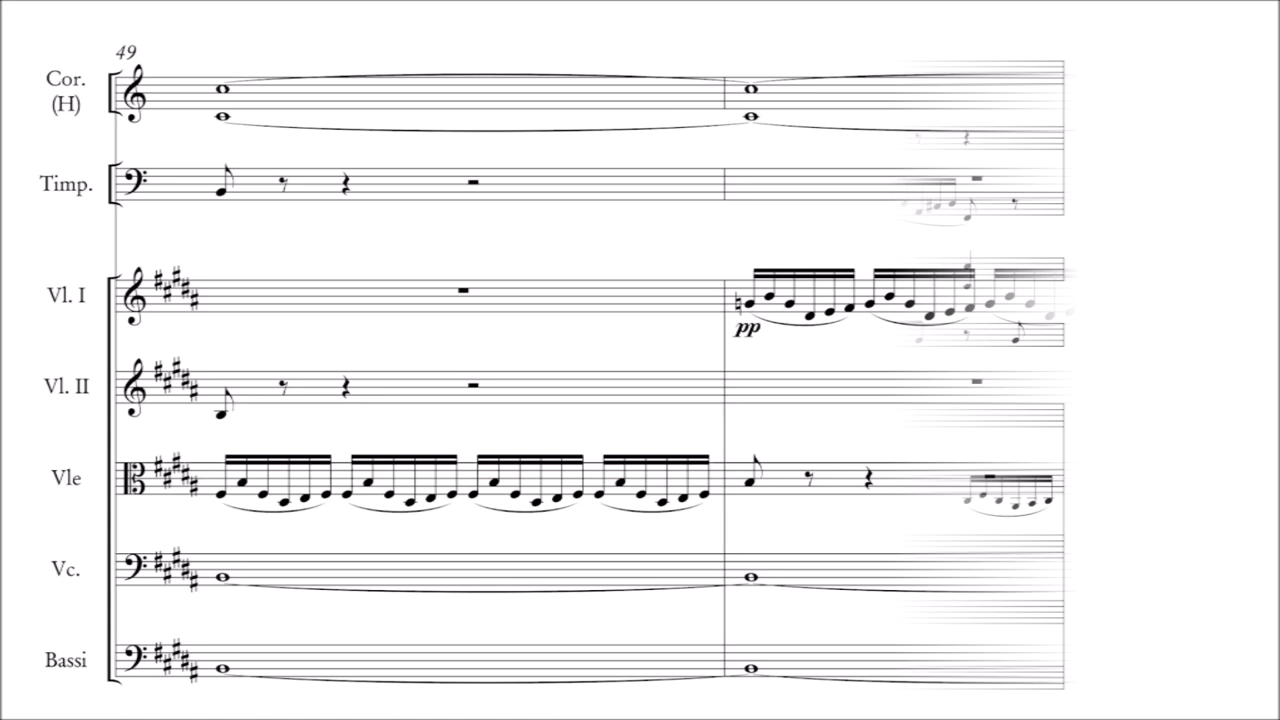 49
Cor.
(H)
Timp.
Vl. I
pp
Vl. II
Vle
Vc.
Bassi